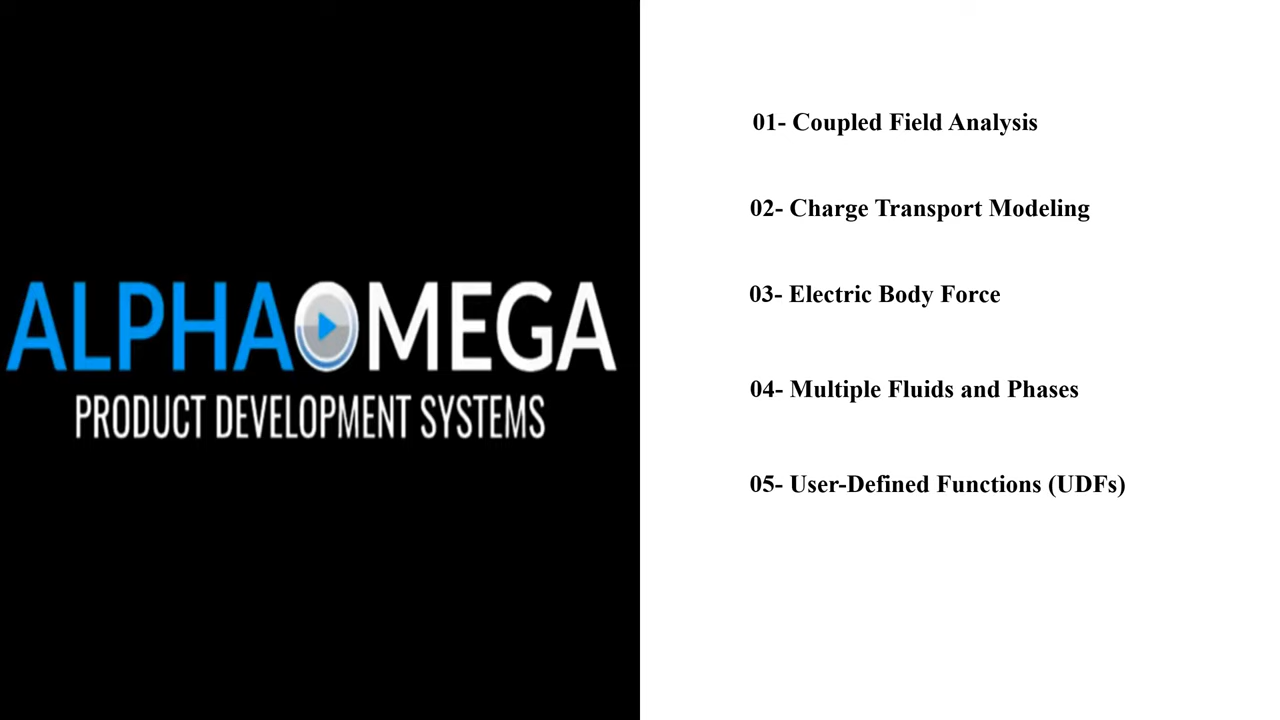 ALPHAOMEGA
PRODUCT DEVELOPMENT SYSTEMS
01- Coupled Field Analysis
02- Charge Transport Modeling
03- Electric Body Force
04- Multiple Fluids and Phases
05- User-Defined Functions (UDFs)